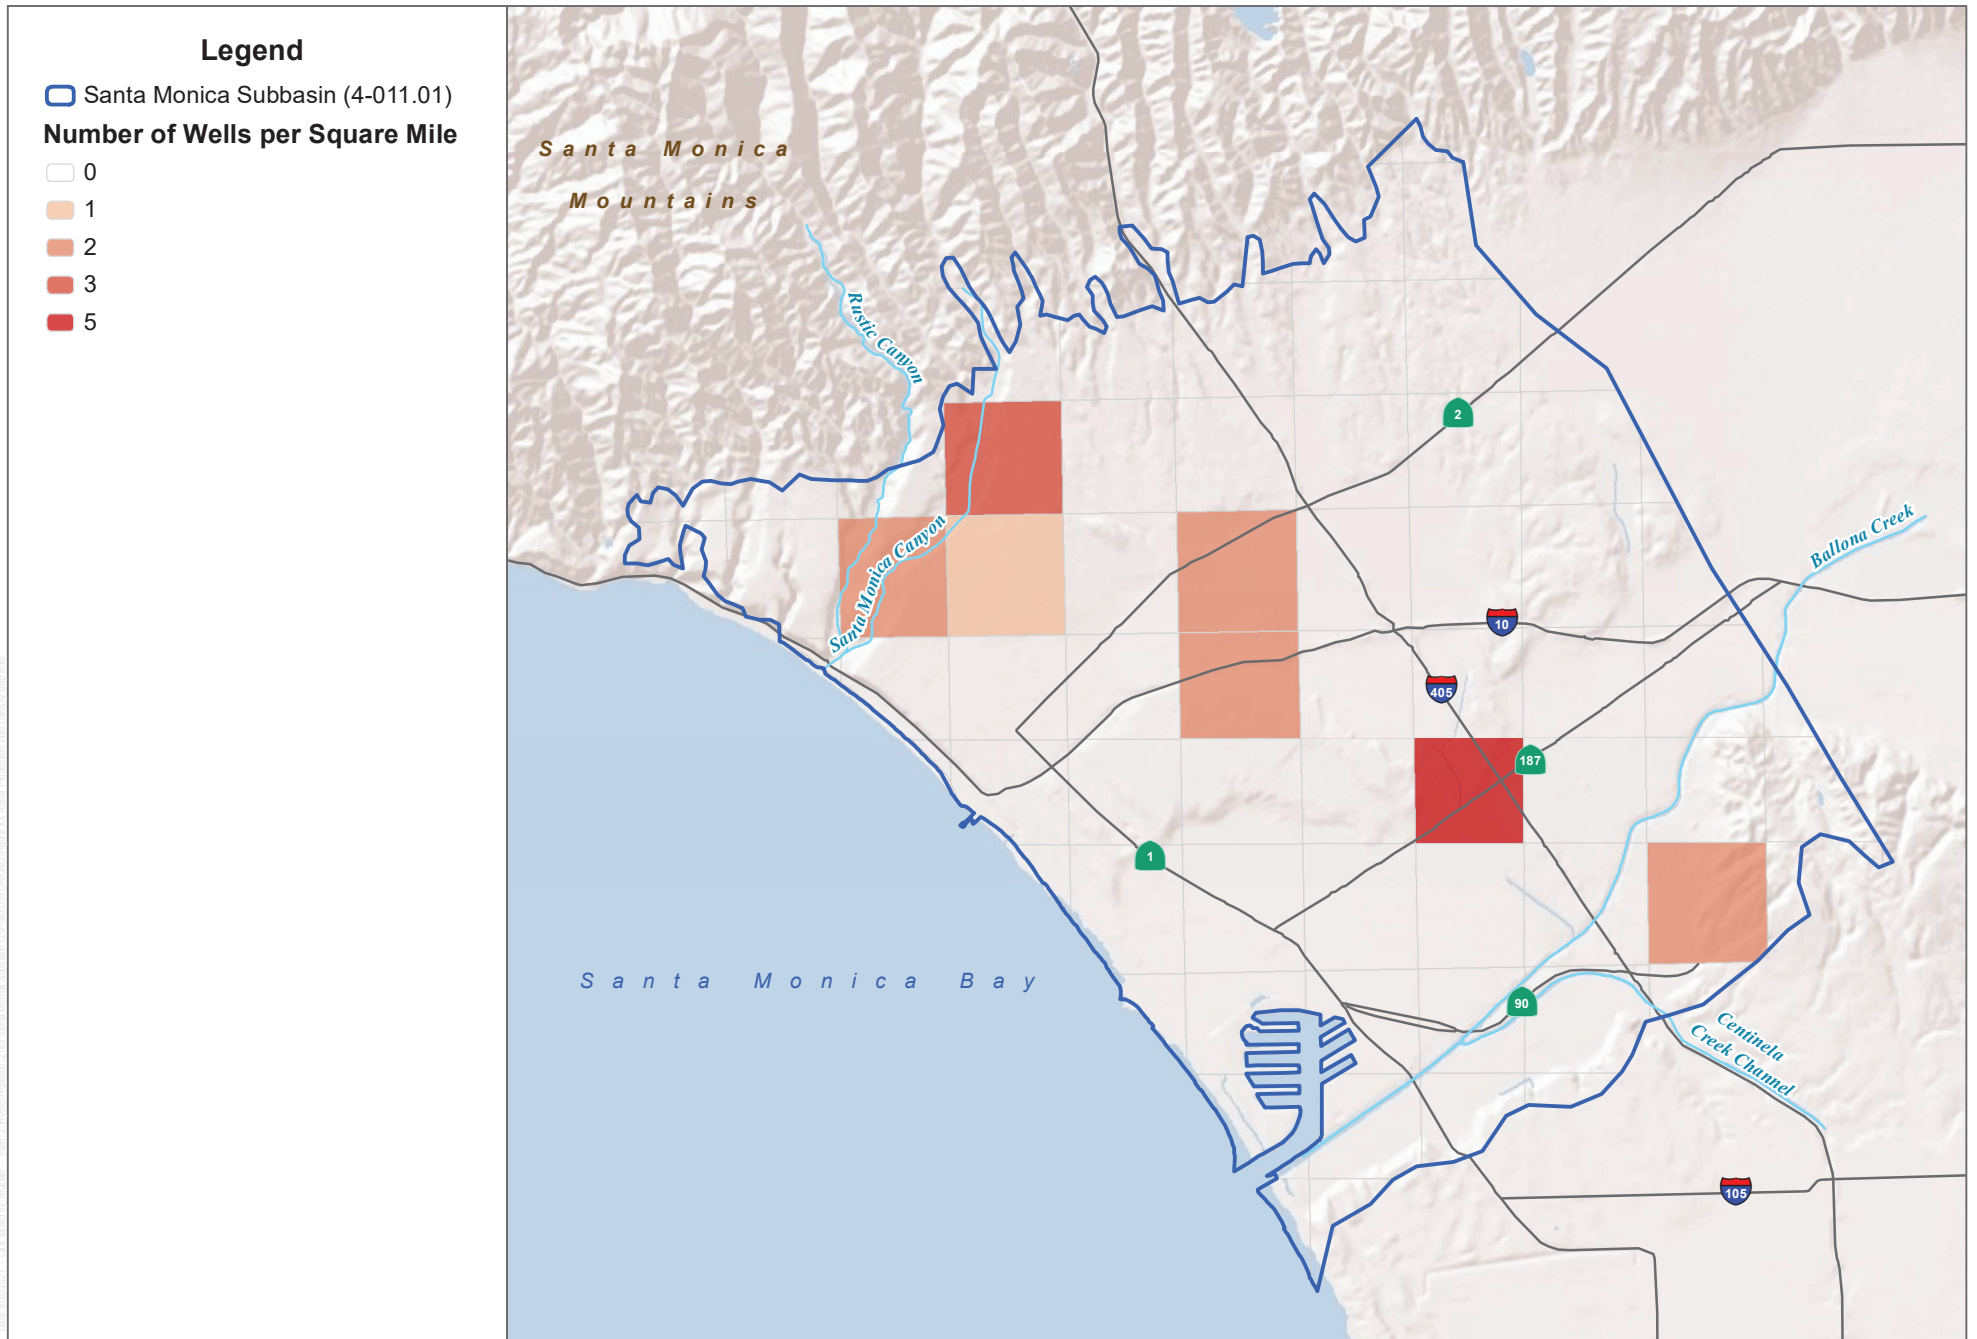 Legend
Santa Monica Subbasin (4-011.01)
Number of Wells per Square Mile
0
1
2
3
5
Santa Monica
Mountains
Rustic Canyon
Santa Monica Canyon
2
Ballona Creek
10
405
187
1
Santa Monica Bay
90
Centinela
Creek Channel
105